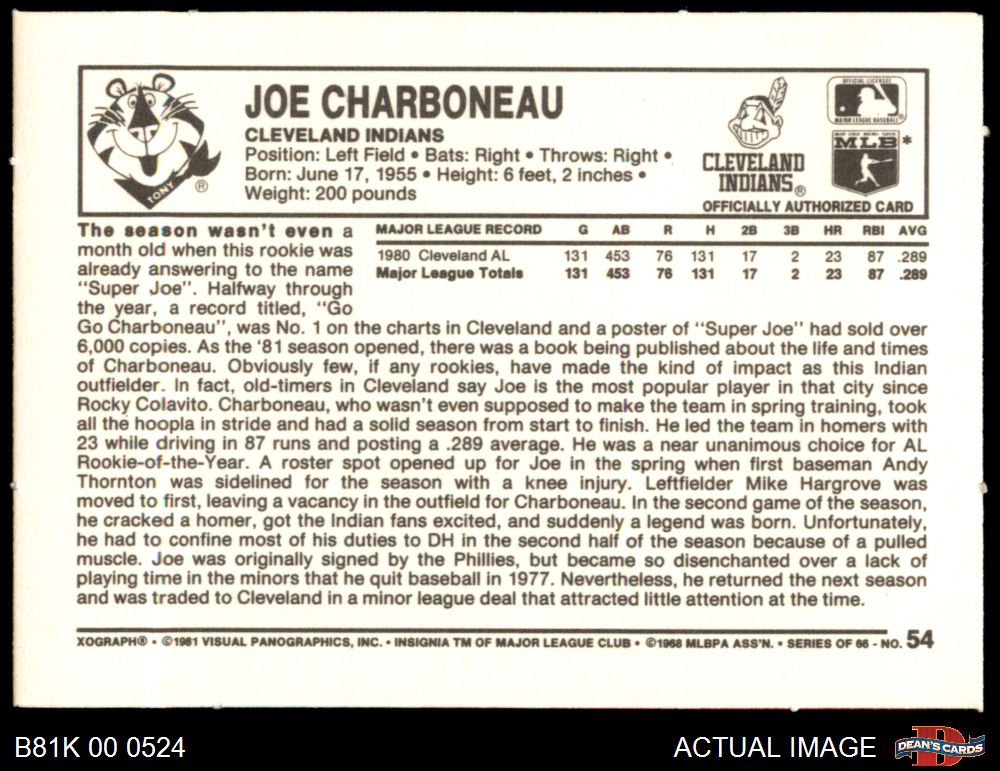 JOE CHARBONEAU
CLEVELAND INDIANS
Position: Left Field • Bats: Right • Throws: Right •
Born: June 17, 1955 • Height: 6 feet, 2 inches •
Weight: 200 pounds
TONY
®
CLEVELAND
INDIANS®
OFFICIAL LICENSEE
MAJOR LEAGUE BASEBALL®
MAJOR LEAGUE BASEBALL PLAYERS
MLB*
OFFICIALLY AUTHORIZED CARD
MAJOR LEAGUE RECORD G AB R H 2B 3B HR RBI AVG
1980 Cleveland AL 131 453 76 131 17 2 23 87 .289
Major League Totals 131 453 76 131 17 2 23 87 .289
The season wasn't even a
month old when this rookie was
already answering to the name
"Super Joe". Halfway through
the year, a record titled, "Go
Go Charboneau", was No. 1 on the charts in Cleveland and a poster of "Super Joe" had sold over
6,000 copies. As the '81 season opened, there was a book being published about the life and times
of Charboneau. Obviously few, if any rookies, have made the kind of impact as this Indian
outfielder. In fact, old-timers in Cleveland say Joe is the most popular player in that city since
Rocky Colavito. Charboneau, who wasn't even supposed to make the team in spring training, took
all the hoopla in stride and had a solid season from start to finish. He led the team in homers with
23 while driving in 87 runs and posting a .289 average. He was a near unanimous choice for AL
Rookie-of-the-Year. A roster spot opened up for Joe in the spring when first baseman Andy
Thornton was sidelined for the season with a knee injury. Leftfielder Mike Hargrove was
moved to first, leaving a vacancy in the outfield for Charboneau. In the second game of the season,
he cracked a homer, got the Indian fans excited, and suddenly a legend was born. Unfortunately,
he had to confine most of his duties to DH in the second half of the season because of a pulled
muscle. Joe was originally signed by the Phillies, but became so disenchanted over a lack of
playing time in the minors that he quit baseball in 1977. Nevertheless, he returned the next season
and was traded to Cleveland in a minor league deal that attracted little attention at the time.
XOGRAPH® • ©1981 VISUAL PANOGRAPHICS, INC. • INSIGNIA TM OF MAJOR LEAGUE CLUB • ©1968 MLBPA ASS'N. • SERIES OF 66 - NO. 54
B81K 00 0524
ACTUAL IMAGE
D
DEAN'S CARDS